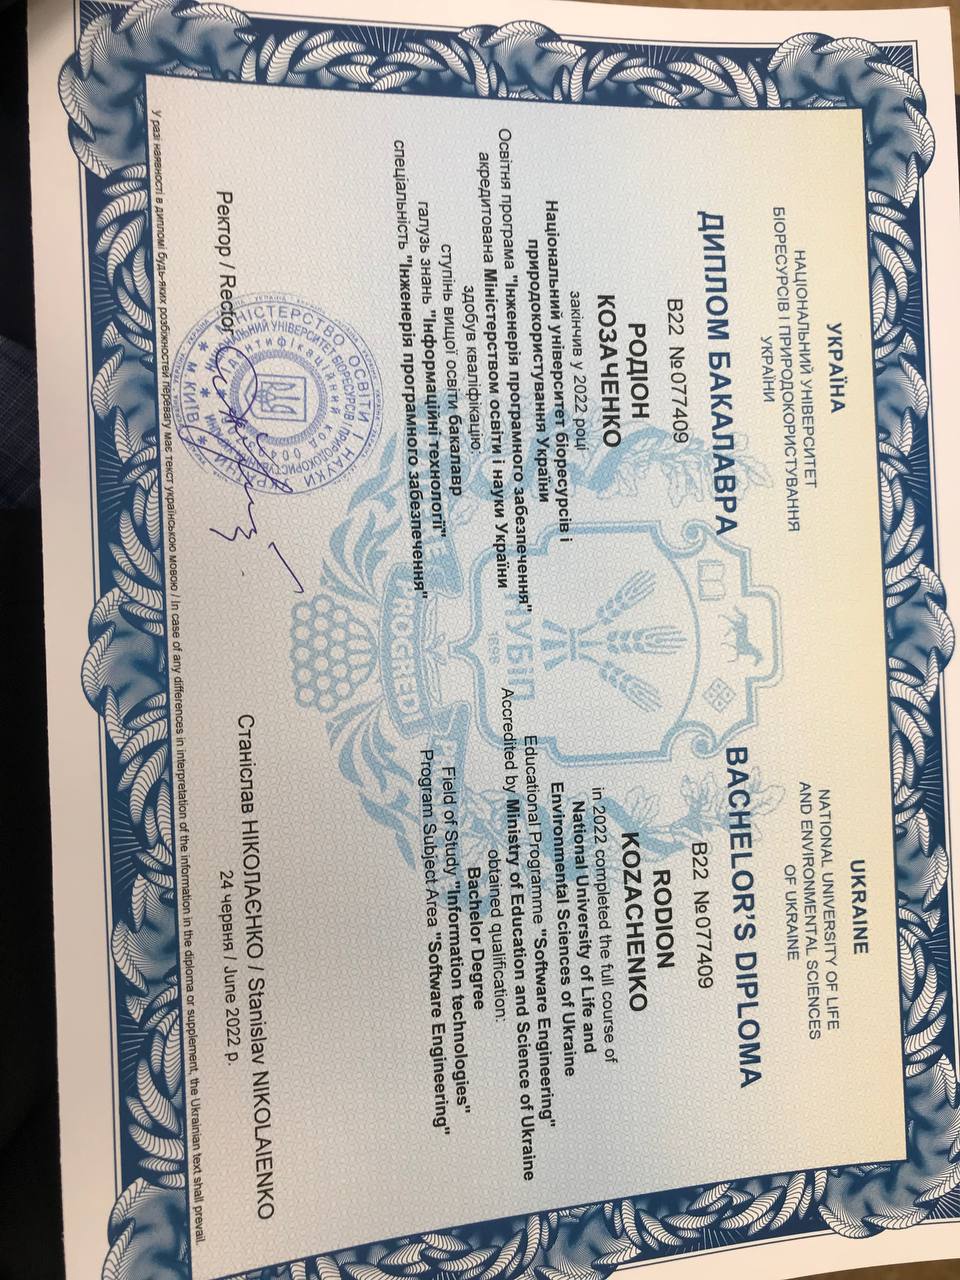 УКРАЇНА
НАЦІОНАЛЬНИЙ УНІВЕРСИТЕТ
БІОРЕСУРСІВ І ПРИРОДОКОРИСТУВАННЯ
УКРАЇНИ
ДИПЛОМ БАКАЛАВРА
В22 №077409
РОДІОН
КОЗАЧЕНКО
закінчив у 2022 році
Національний університет біоресурсів і
природокористування України
Освітня програма "Інженерія програмного забезпечення"
акредитована Міністерством освіти і науки України
здобув кваліфікацію:
ступінь вищої освіти бакалавр
галузь знань "Інформаційні технології"
спеціальність "Інженерія програмного забезпечення"
UKRAINE
NATIONAL UNIVERSITY OF LIFE
AND ENVIRONMENTAL SCIENCES
OF UKRAINE
BACHELOR'S DIPLOMA
B22 №077409
RODION
KOZACHENKO
in 2022 completed the full course of
National University of Life and
Environmental Sciences of Ukraine
Educational Programme "Software Engineering"
Accredited by Ministry of Education and Science of Ukraine
obtained qualification:
Bachelor Degree
Field of Study "Information technologies"
Program Subject Area "Software Engineering"
НУБІП
1898
PROGREDI
Ректор / Rector
МІНІСТЕРСТВО ОСВІТИ І НАУКИ
М.КИЇВ
Ідентифікаційний код
Станіслав НІКОЛАЄНКО / Stanislav NIKOLAIENKO
24 червня / June 2022 р.
У разі наявності в дипломі будь-яких розбіжностей перевагу має текст українською мовою / In case of any differences in interpretation of the information in the diploma or supplement, the Ukrainian text shall prevail.